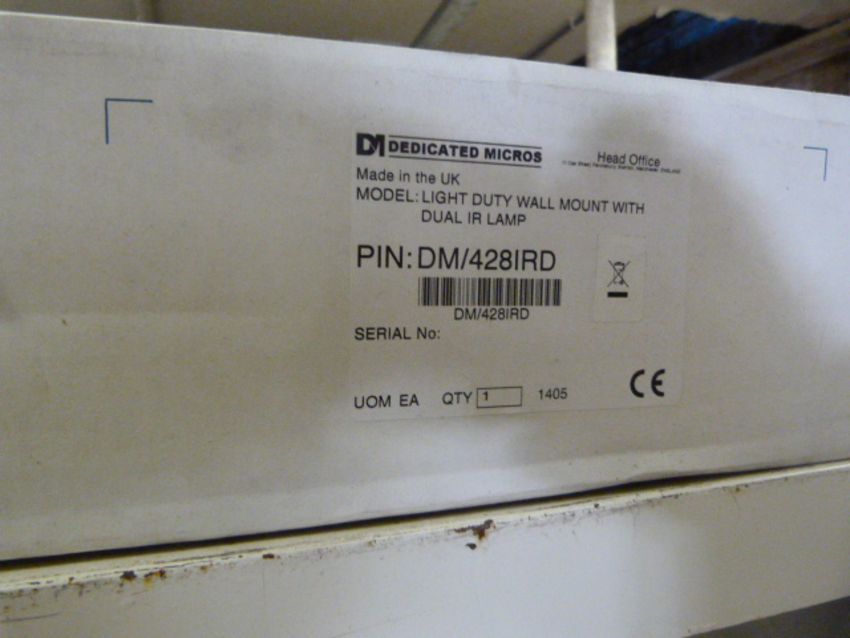 DM DEDICATED MICROS
Head Office
Made in the UK
MODEL: LIGHT DUTY WALL MOUNT WITH
DUAL IR LAMP
PIN: DM/428IRD
DM/428IRD
SERIAL No:
UOM EA QTY 1 1405
CE